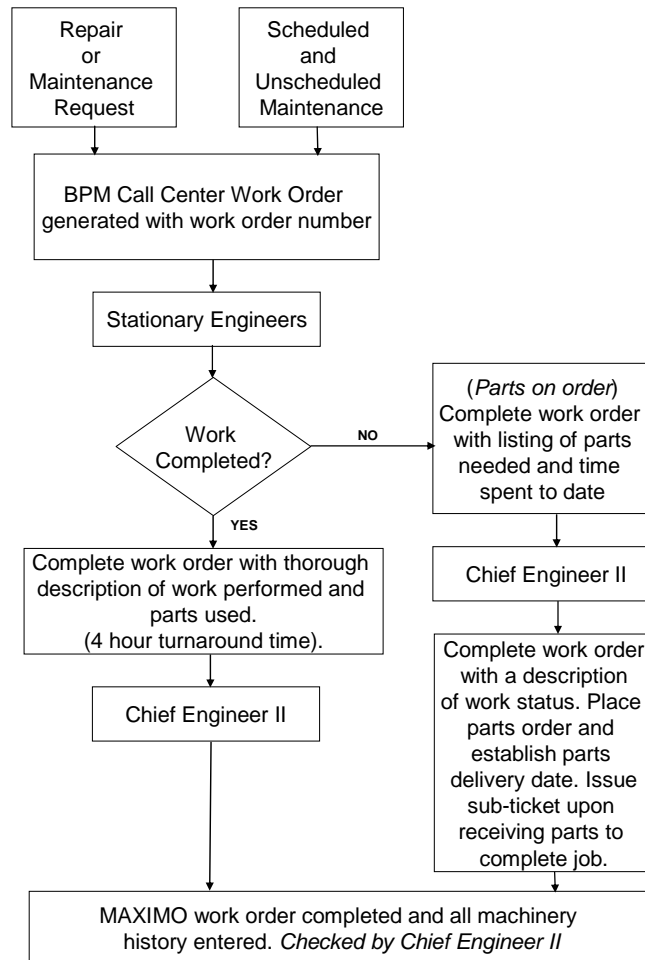 Repair
or
Maintenance
Request
Scheduled
and
Unscheduled
Maintenance
BPM Call Center Work Order
generated with work order number
Stationary Engineers
Work
Completed?
NO
(Parts on order)
Complete work order
with listing of parts
needed and time
spent to date
YES
Complete work order with thorough
description of work performed and
parts used.
(4 hour turnaround time).
Chief Engineer II
Chief Engineer II
Complete work order
with a description
of work status. Place
parts order and
establish parts
delivery date. Issue
sub-ticket upon
receiving parts to
complete job.
MAXIMO work order completed and all machinery
history entered. Checked by Chief Engineer II